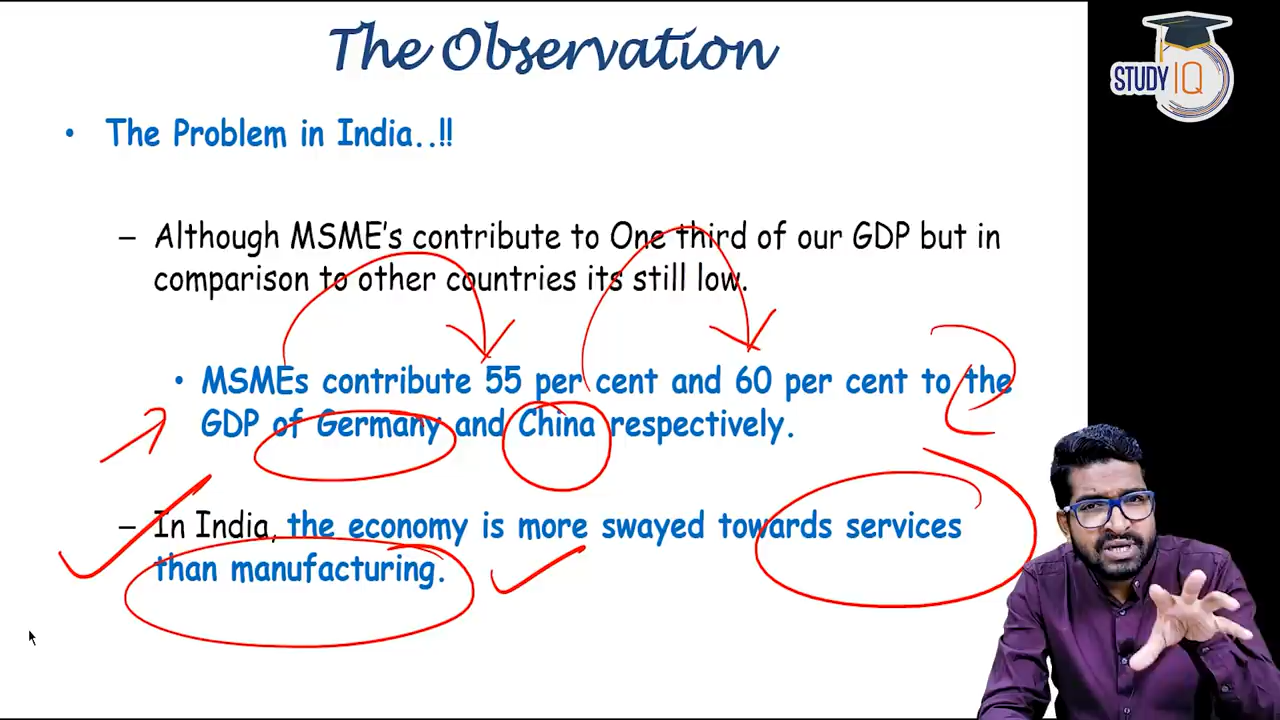 The Observation
STUDY IQ
• The Problem in India..!!
– Although MSME's contribute to One third of our GDP but in
comparison to other countries its still low.
• MSMEs contribute 55 per cent and 60 per cent to the
GDP of Germany and China respectively.
– In India, the economy is more swayed towards services
than manufacturing.